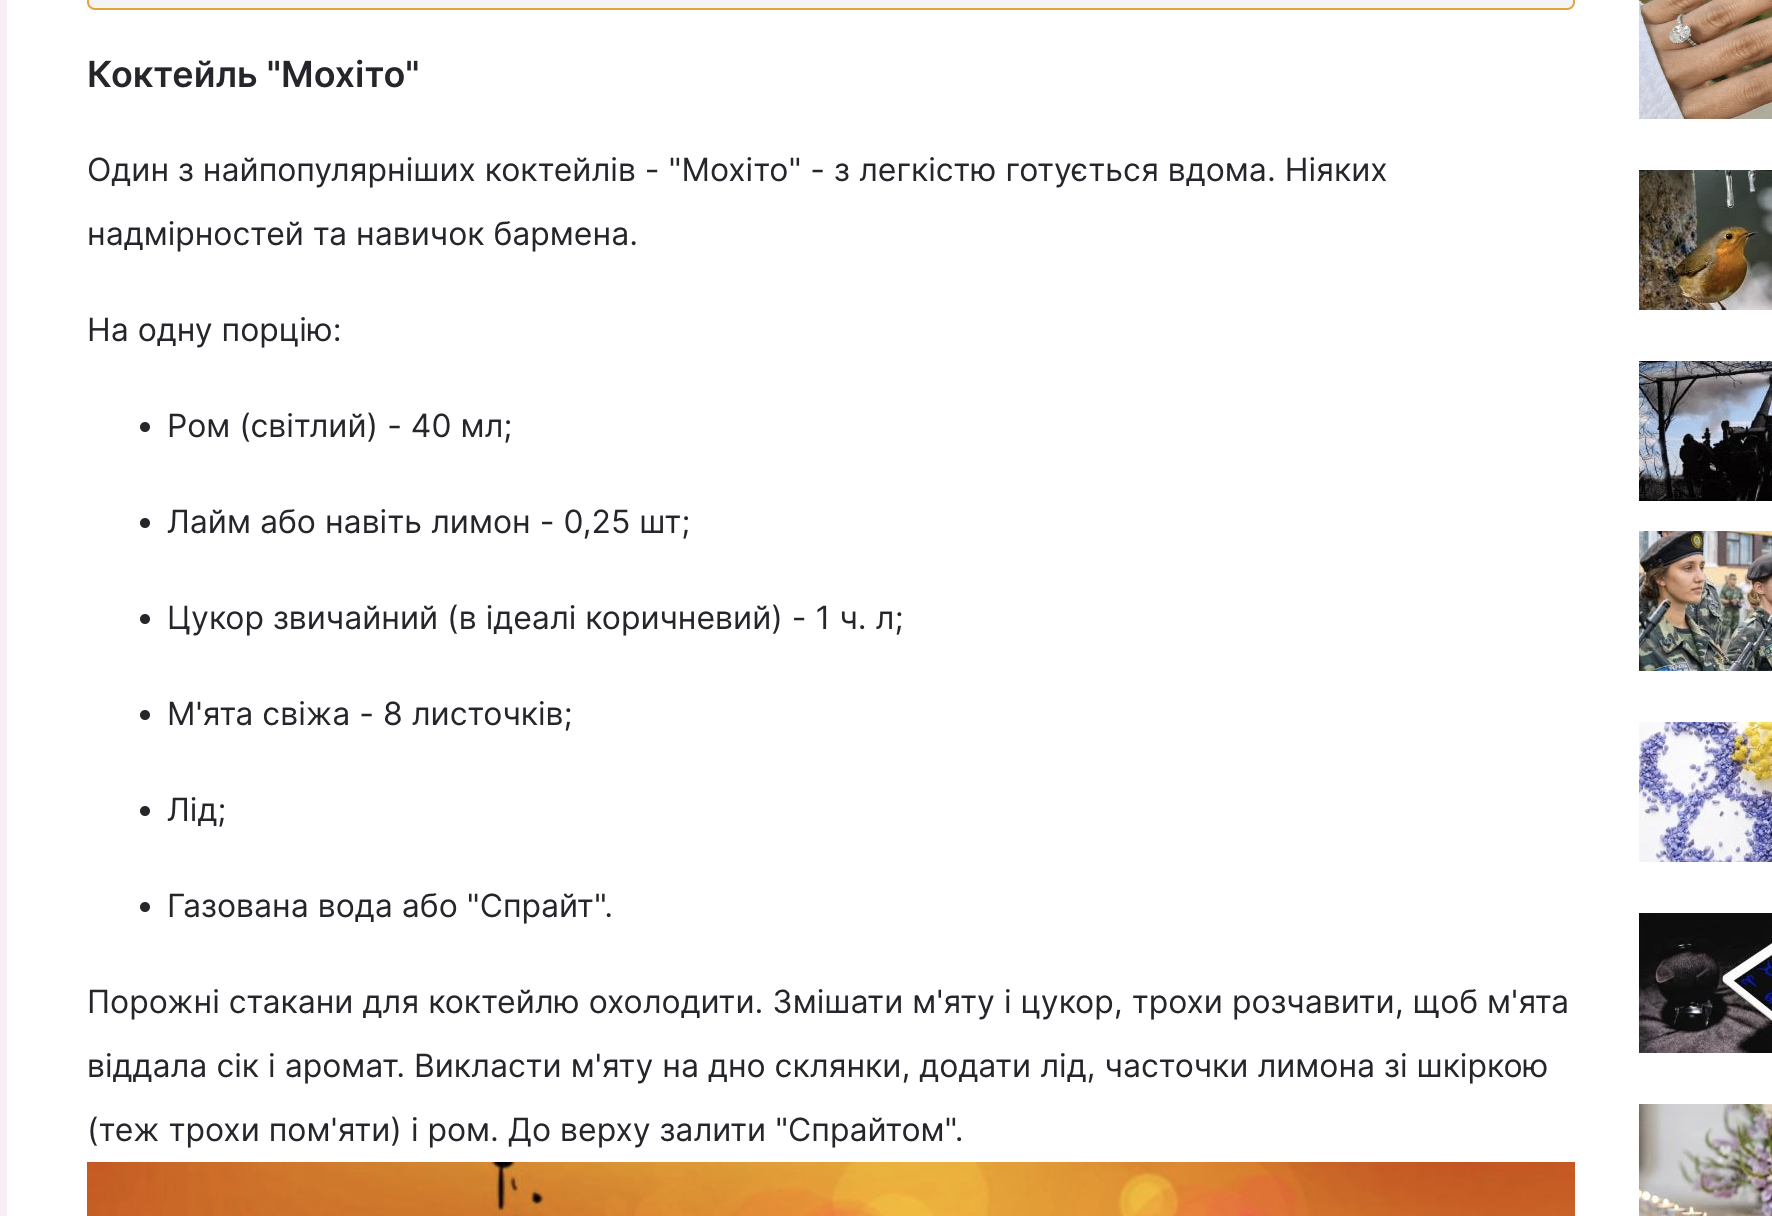 Коктейль "Мохіто"
Один з найпопулярніших коктейлів - "Мохіто" - з легкістю готується вдома. Ніяких
надмірностей та навичок бармена.
На одну порцію:
• Ром (світлий) - 40 мл;
• Лайм або навіть лимон - 0,25 шт;
• Цукор звичайний (в ідеалі коричневий) - 1 ч. л;
• М'ята свіжа - 8 листочків;
• Лід;
• Газована вода або "Спрайт".
Порожні стакани для коктейлю охолодити. Змішати м'яту і цукор, трохи розчавити, щоб м'ята
віддала сік і аромат. Викласти м'яту на дно склянки, додати лід, часточки лимона зі шкіркою
(теж трохи пом'яти) і ром. До верху залити "Спрайтом".